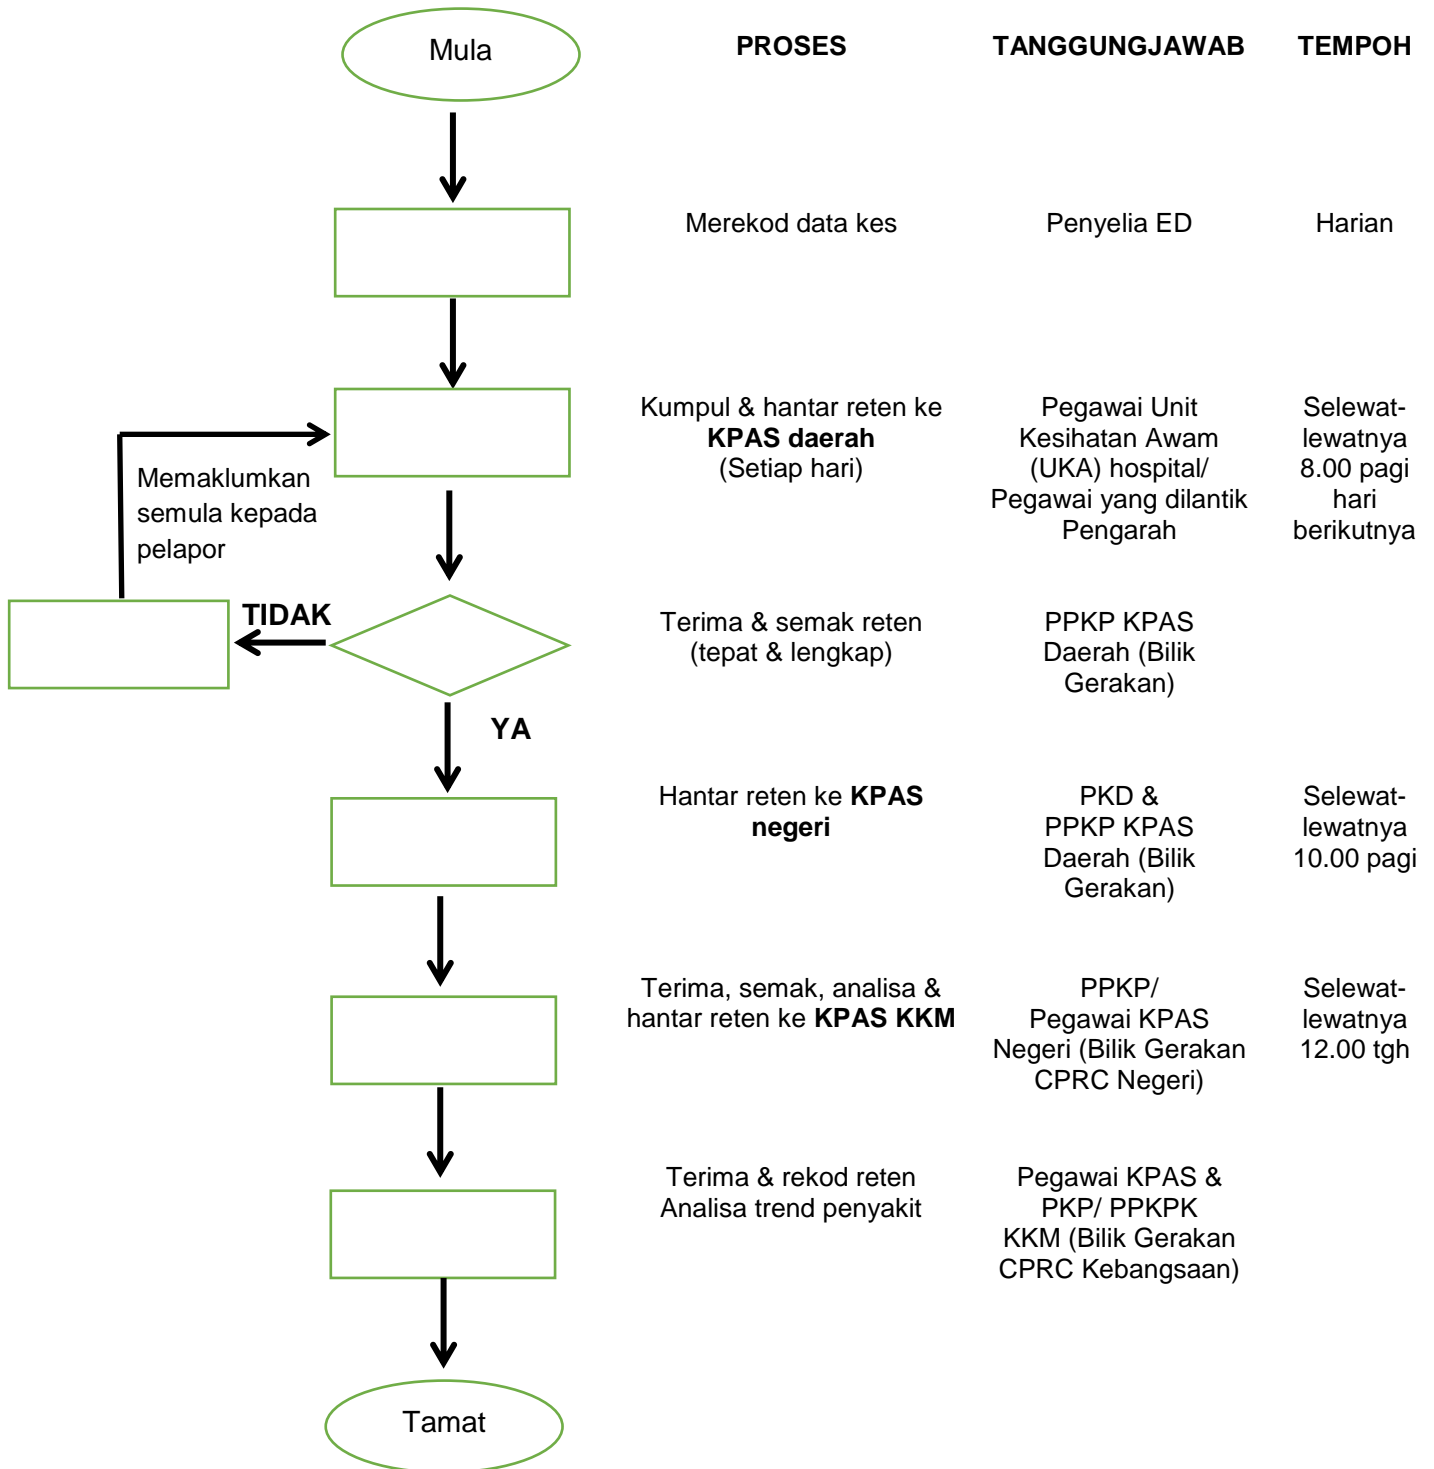 Mula
PROSES
TANGGUNGJAWAB
TEMPOH
Merekod data kes
Penyelia ED
Harian
Kumpul & hantar reten ke
KPAS daerah
(Setiap hari)
Pegawai Unit
Kesihatan Awam
(UKA) hospital/
Pegawai yang dilantik
Pengarah
Selewat-
lewatnya
8.00 pagi
hari
berikutnya
Memaklumkan
semula kepada
pelapor
TIDAK
Terima & semak reten
(tepat & lengkap)
PPKP KPAS
Daerah (Bilik
Gerakan)
YA
Hantar reten ke KPAS
negeri
PKD &
PPKP KPAS
Daerah (Bilik
Gerakan)
Selewat-
lewatnya
10.00 pagi
Terima, semak, analisa &
hantar reten ke KPAS KKM
PPKP/
Pegawai KPAS
Negeri (Bilik Gerakan
CPRC Negeri)
Selewat-
lewatnya
12.00 tgh
Terima & rekod reten
Analisa trend penyakit
Pegawai KPAS &
PKP/ PPKPK
KKM (Bilik Gerakan
CPRC Kebangsaan)
Tamat